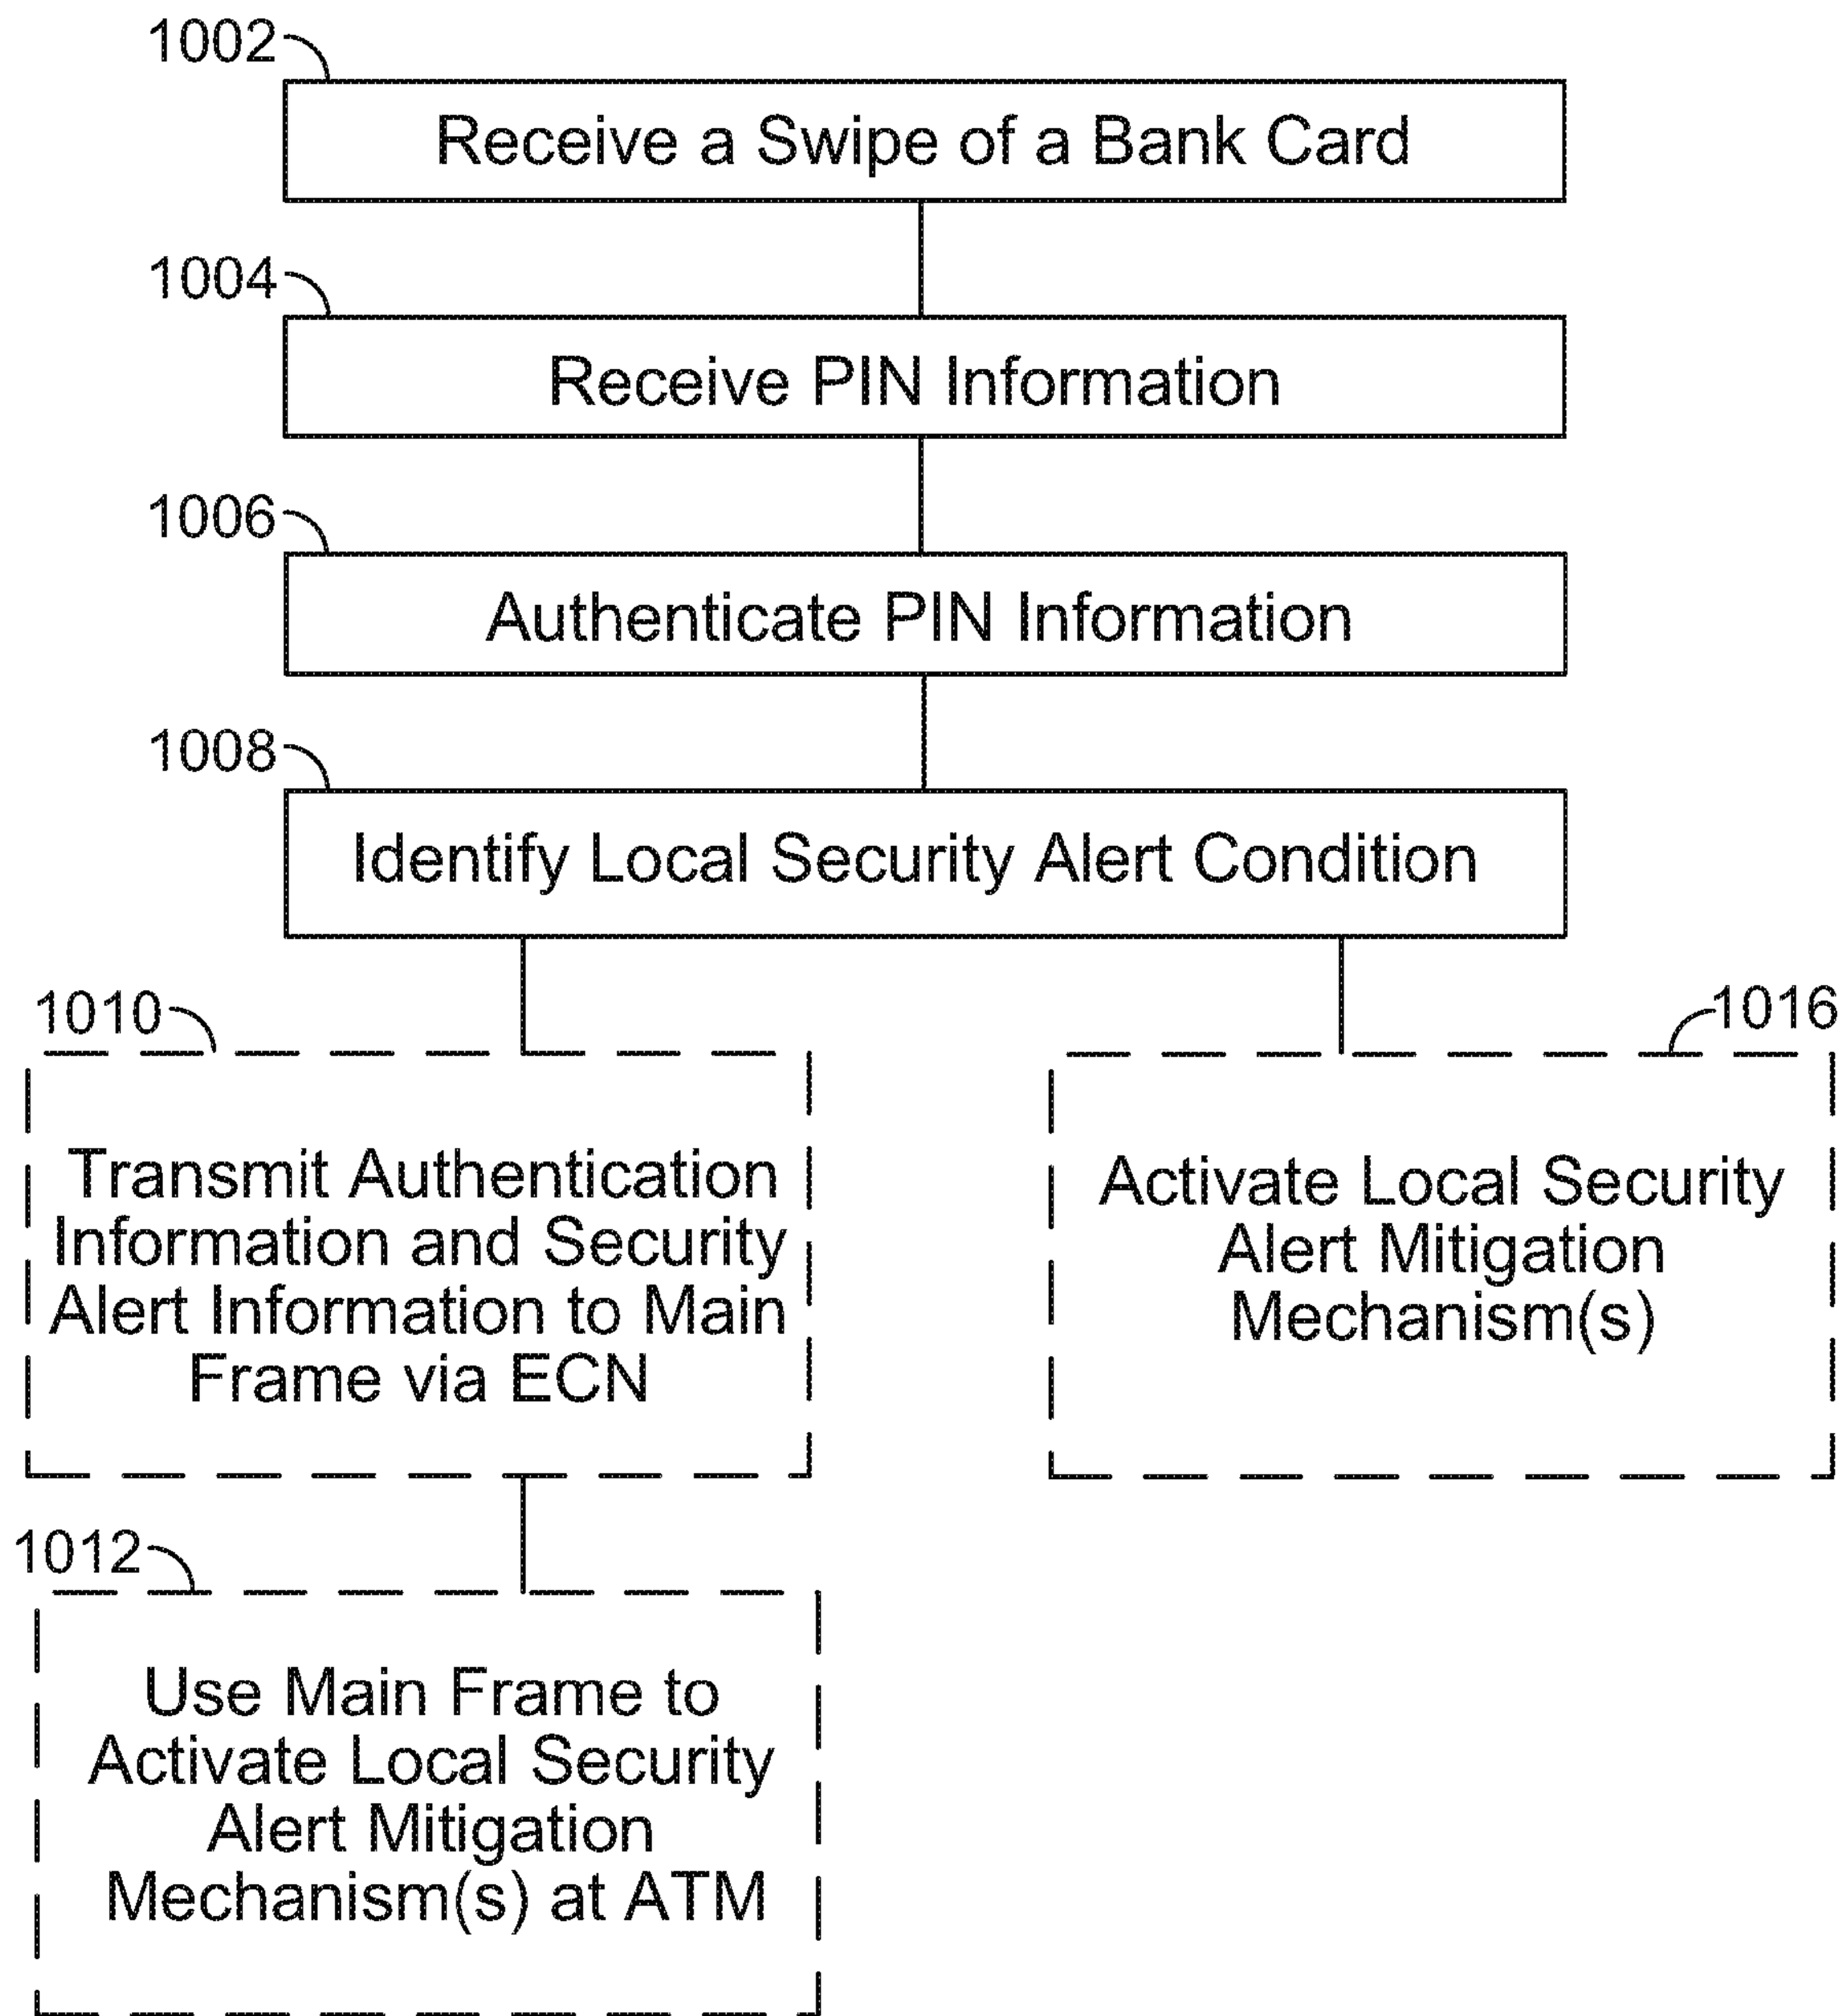 1002
Receive a Swipe of a Bank Card
1004
Receive PIN Information
1006
Authenticate PIN Information
1008
Identify Local Security Alert Condition
1010
Transmit Authentication
Information and Security
Alert Information to Main
Frame via ECN
1016
Activate Local Security
Alert Mitigation
Mechanism(s)
1012
Use Main Frame to
Activate Local Security
Alert Mitigation
Mechanism(s) at ATM